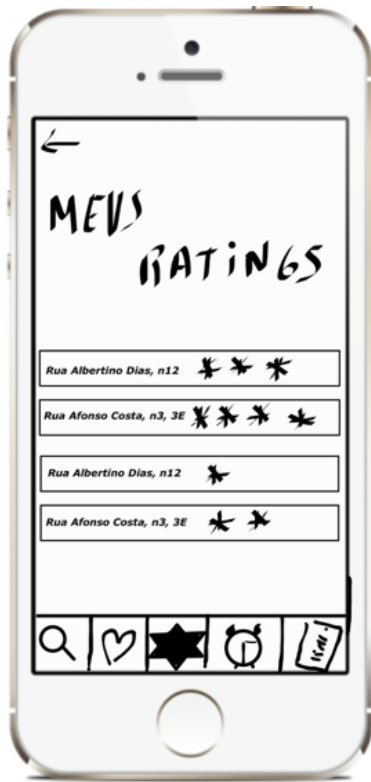 MEUS
RATINGS
Rua Albertino Dias, n12
Rua Afonso Costa, n3, 3E
Rua Albertino Dias, n12
Rua Afonso Costa, n3, 3E